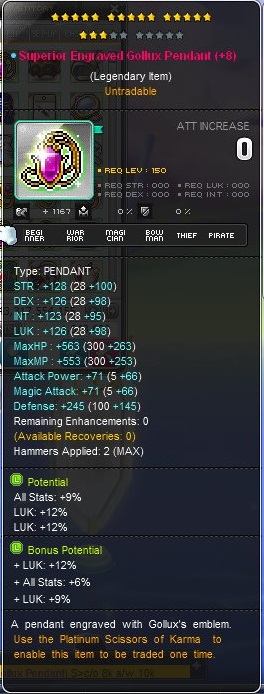 Superior Engraved Gollux Pendant (+8)
(Legendary Item)
Untradable
ATT INCREASE
0
REQ LEV : 150
REQ STR : 000
REQ LUK : 000
REQ DEX : 000
REQ INT : 000
+ 1167
0 %
0 %
BEGINNER WARRIOR MAGICIAN BOWMAN THIEF PIRATE
Type: PENDANT
STR : +128 (28 +100)
DEX : +126 (28 +98)
INT : +123 (28 +95)
LUK : +126 (28 +98)
MaxHP : +563 (300 +263)
MaxMP : +553 (300 +253)
Attack Power: +71 (5 +66)
Magic Attack: +71 (5 +66)
Defense: +245 (100 +145)
Remaining Enhancements: 0
(Available Recoveries: 0)
Hammers Applied: 2 (MAX)
L Potential
All Stats: +9%
LUK: +12%
LUK: +12%
L Bonus Potential
+ LUK: +12%
+ All Stats: +6%
+ LUK: +9%
A pendant engraved with Gollux's emblem.
Use the Platinum Scissors of Karma to
enable this item to be traded one time.